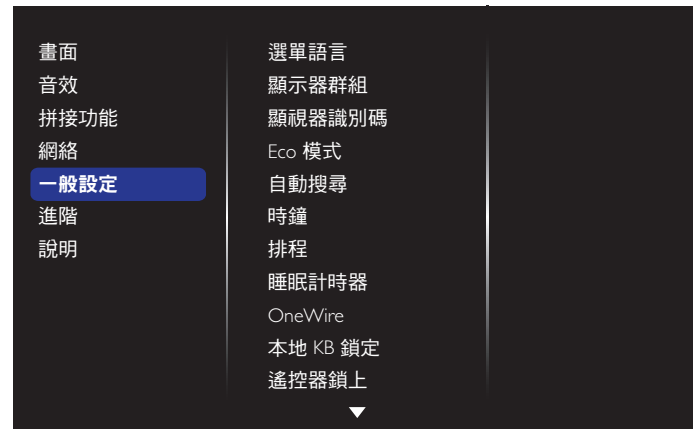 畫面
音效
拼接功能
網絡
一般設定
進階
說明
選單語言
顯示器群組
顯視器識別碼
Eco 模式
自動搜尋
時鐘
排程
睡眠計時器
OneWire
本地 KB 鎖定
遙控器鎖上